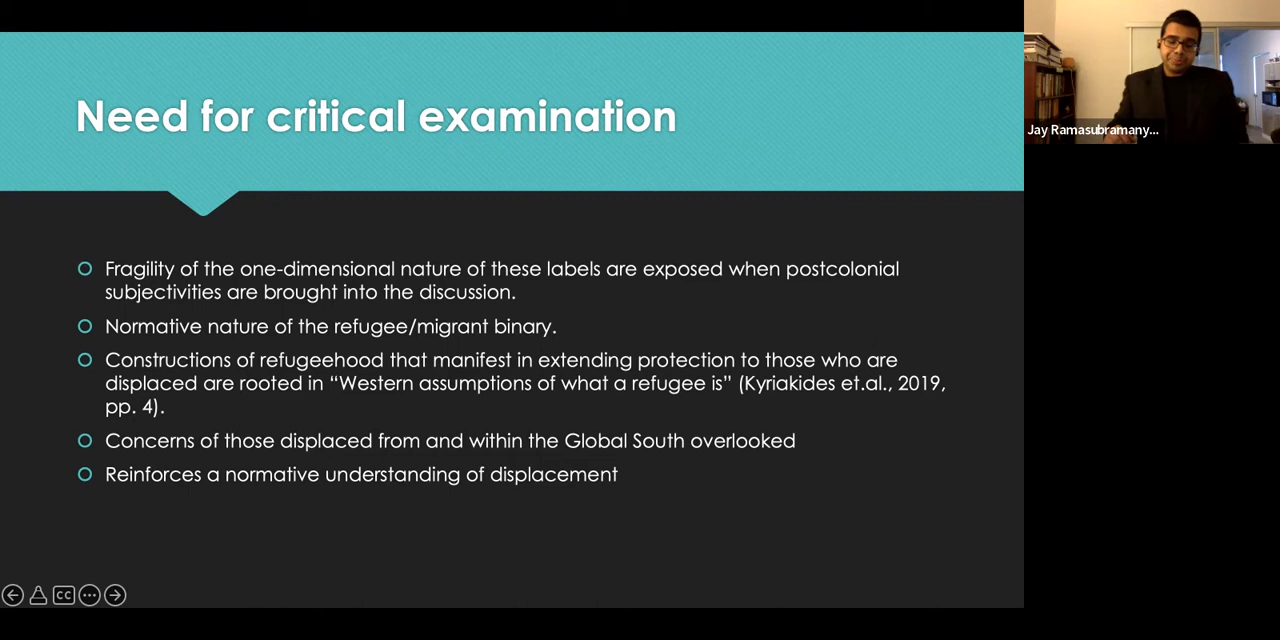 Need for critical examination
Jay Ramasubramany...
Fragility of the one-dimensional nature of these labels are exposed when postcolonial
subjectivities are brought into the discussion.
Normative nature of the refugee/migrant binary.
Constructions of refugeehood that manifest in extending protection to those who are
displaced are rooted in “Western assumptions of what a refugee is” (Kyriakides et.al., 2019,
pp. 4).
Concerns of those displaced from and within the Global South overlooked
Reinforces a normative understanding of displacement
CC